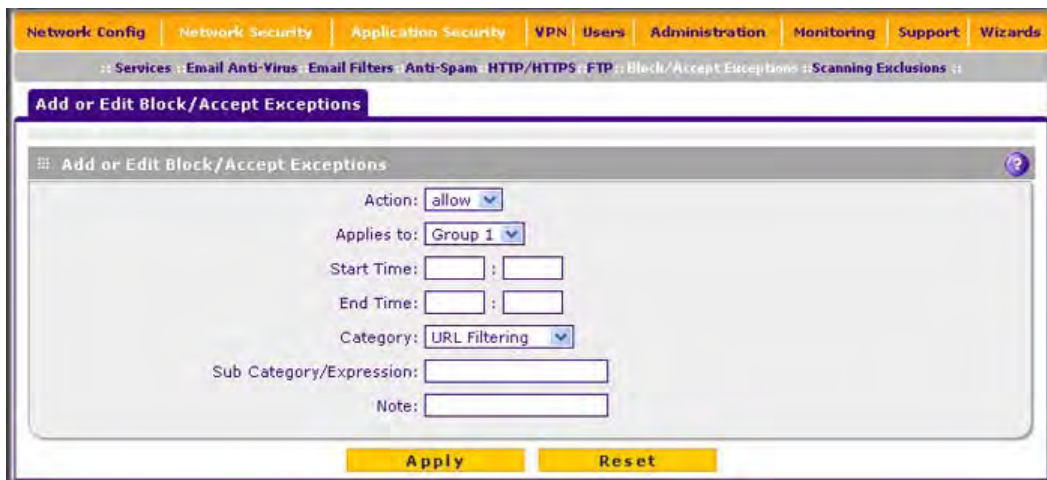 Network Config Network Security Application Security VPN Users Administration Monitoring Support Wizards
:: Services :: Email Anti-Virus :: Email Filters :: Anti-Spam :: HTTP/HTTPS :: FTP :: Block/Accept Exceptions :: Scanning Exclusions ::
Add or Edit Block/Accept Exceptions
Add or Edit Block/Accept Exceptions ?
Action: allow
Applies to: Group 1
Start Time: :
End Time: :
Category: URL Filtering
Sub Category/Expression:
Note:
Apply Reset